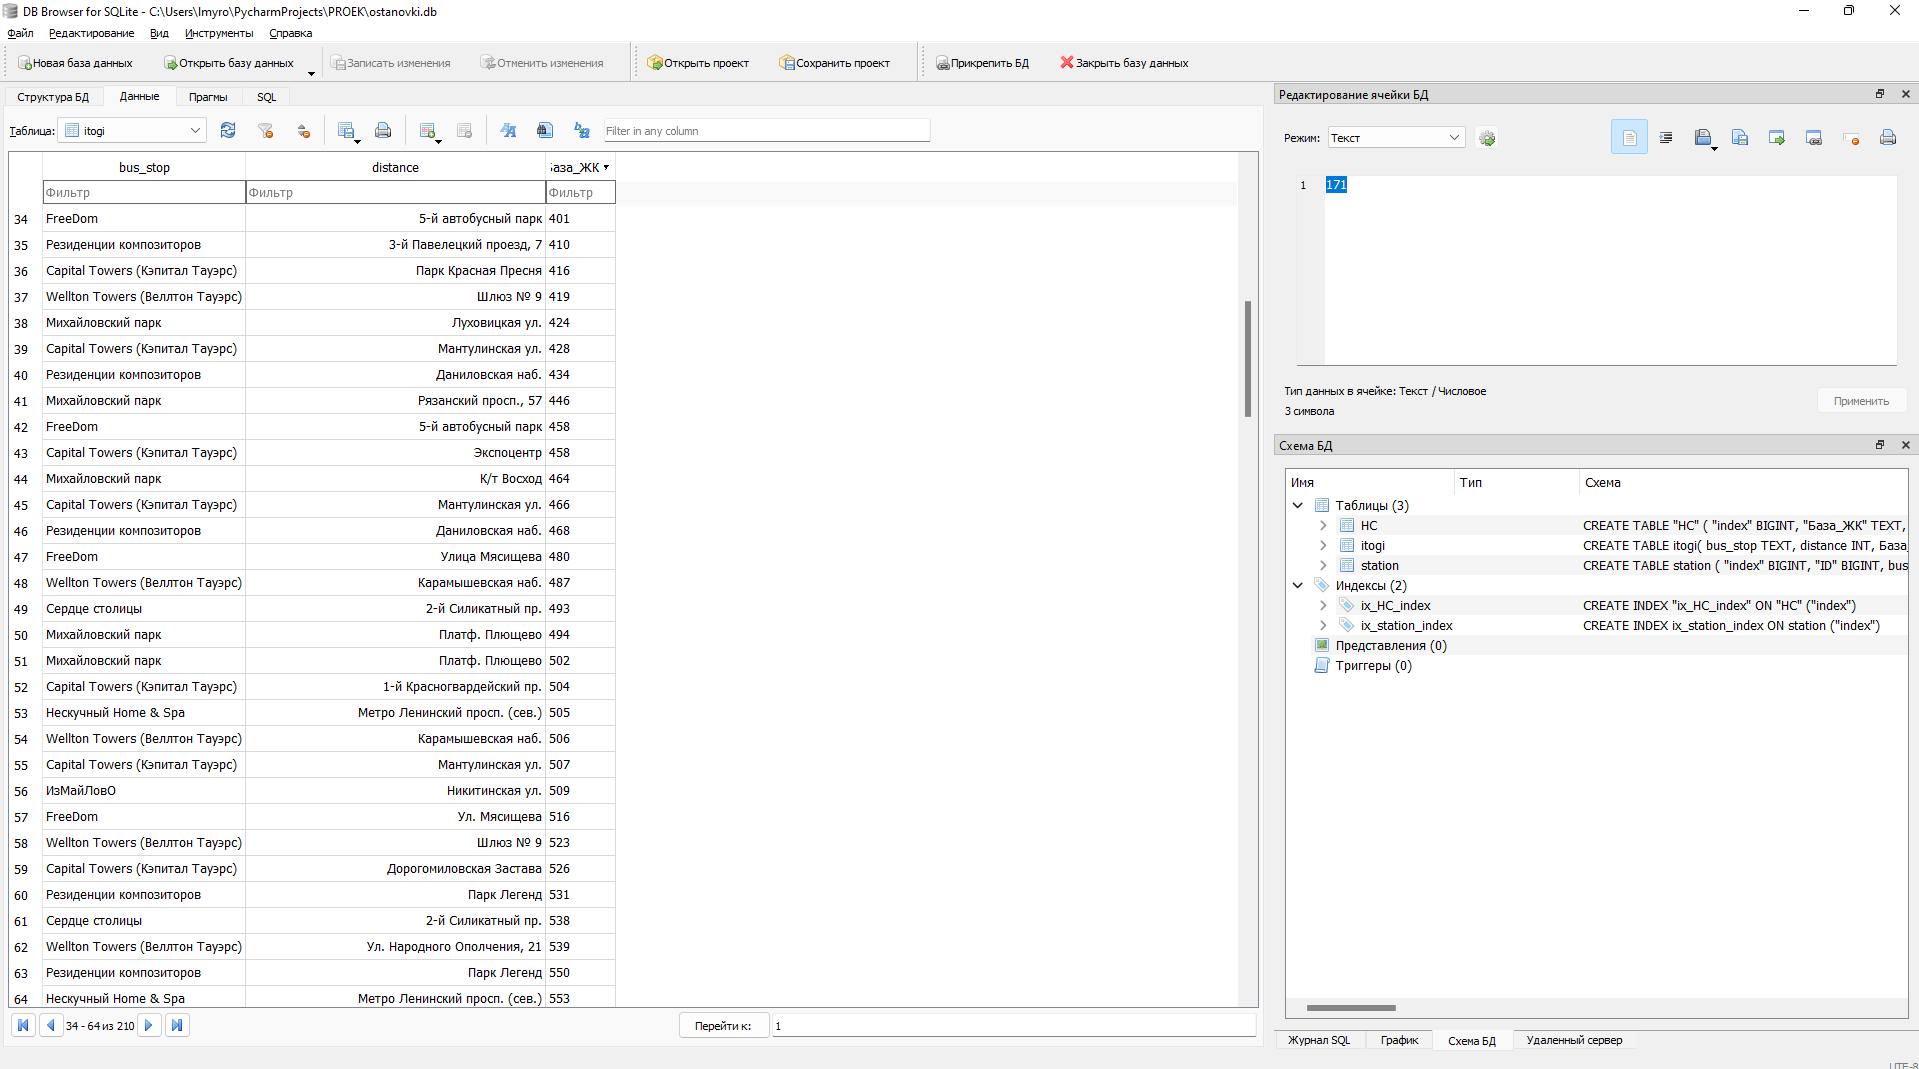 DB Browser for SQLite - C:\Users\lmyro\PycharmProjects\PROEK\ostanovki.db
Файл Редактирование Вид Инструменты Справка
Новая база данных Открыть базу данных Записать изменения Отменить изменения Открыть проект Сохранить проект Прикрепить БД Закрыть базу данных
Структура БД Данные Прагмы SQL
Таблица: itogi Filter in any column
bus_stop distance База_ЖК
Фильтр Фильтр Фильтр
34 FreeDom 5-й автобусный парк 401
35 Резиденции композиторов 3-й Павелецкий проезд, 7 410
36 Capital Towers (Кэпитал Тауэрс) Парк Красная Пресня 416
37 Wellton Towers (Веллтон Тауэрс) Шлюз № 9 419
38 Михайловский парк Луховицкая ул. 424
39 Capital Towers (Кэпитал Тауэрс) Мантулинская ул. 428
40 Резиденции композиторов Даниловская наб. 434
41 Михайловский парк Рязанский просп., 57 446
42 FreeDom 5-й автобусный парк 458
43 Capital Towers (Кэпитал Тауэрс) Экспоцентр 458
44 Михайловский парк К/т Восход 464
45 Capital Towers (Кэпитал Тауэрс) Мантулинская ул. 466
46 Резиденции композиторов Даниловская наб. 468
47 FreeDom Улица Мясищева 480
48 Wellton Towers (Веллтон Тауэрс) Карамышевская наб. 487
49 Сердце столицы 2-й Силикатный пр. 493
50 Михайловский парк Платф. Плющево 494
51 Михайловский парк Платф. Плющево 502
52 Capital Towers (Кэпитал Тауэрс) 1-й Красногвардейский пр. 504
53 Нескучный Home & Spa Метро Ленинский просп. (сев.) 505
54 Wellton Towers (Веллтон Тауэрс) Карамышевская наб. 506
55 Capital Towers (Кэпитал Тауэрс) Мантулинская ул. 507
56 ИзМайЛовО Никитинская ул. 509
57 FreeDom Ул. Мясищева 516
58 Wellton Towers (Веллтон Тауэрс) Шлюз № 9 523
59 Capital Towers (Кэпитал Тауэрс) Дорогомиловская Застава 526
60 Резиденции композиторов Парк Легенд 531
61 Сердце столицы 2-й Силикатный пр. 538
62 Wellton Towers (Веллтон Тауэрс) Ул. Народного Ополчения, 21 539
63 Резиденции композиторов Парк Легенд 550
64 Нескучный Home & Spa Метро Ленинский просп. (сев.) 553
34 - 64 из 210 Перейти к: 1
Редактирование ячейки БД
Режим: Текст
1 171
Тип данных в ячейке: Текст / Числовое
3 символа
Применить
Схема БД
Имя Тип Схема
Таблицы (3)
HC CREATE TABLE "HC" ( "index" BIGINT, "База_ЖК" TEXT,
itogi CREATE TABLE itogi( bus_stop TEXT, distance INT, База_
station CREATE TABLE station ( "index" BIGINT, "ID" BIGINT, bus
Индексы (2)
ix_HC_index CREATE INDEX "ix_HC_index" ON "HC" ("index")
ix_station_index CREATE INDEX ix_station_index ON station ("index")
Представления (0)
Триггеры (0)
Журнал SQL График Схема БД Удаленный сервер
UTF-8